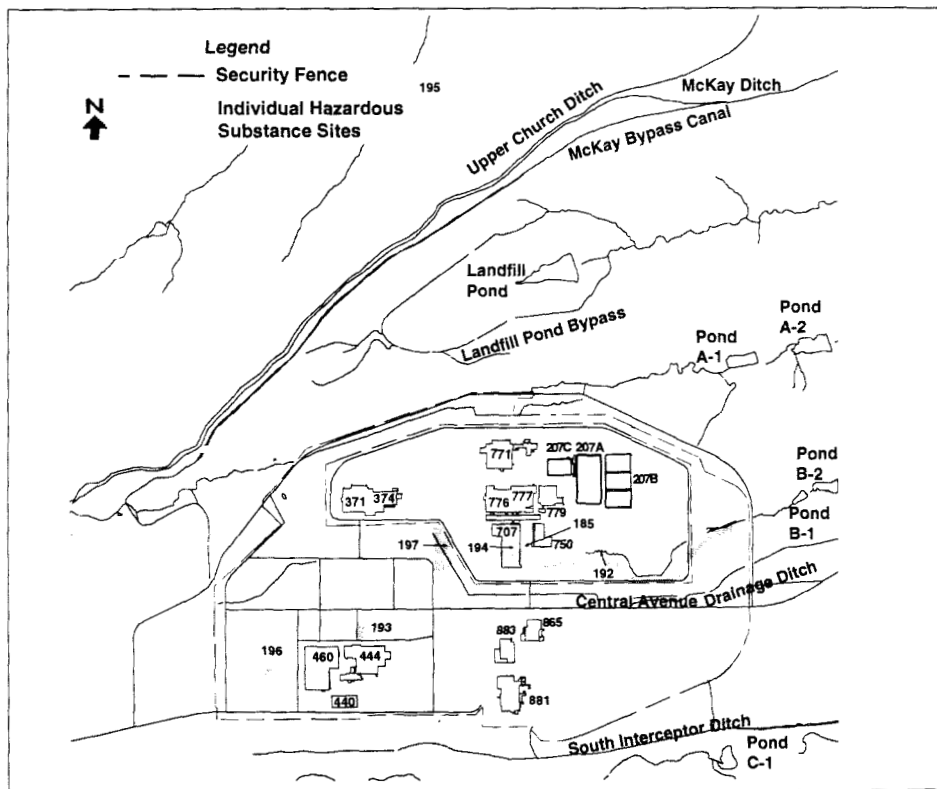 Legend
Security Fence
N
Individual Hazardous
Substance Sites
195
Upper Church Ditch
McKay Ditch
McKay Bypass Canal
Landfill
Pond
Landfill Pond Bypass
Pond
A-1
Pond
A-2
771
207C
207A
207B
371
374
776
777
779
707
750
185
197
194
192
Pond
B-2
Pond
B-1
Central Avenue Drainage Ditch
193
196
460
444
440
883
865
881
South Interceptor Ditch
Pond
C-1